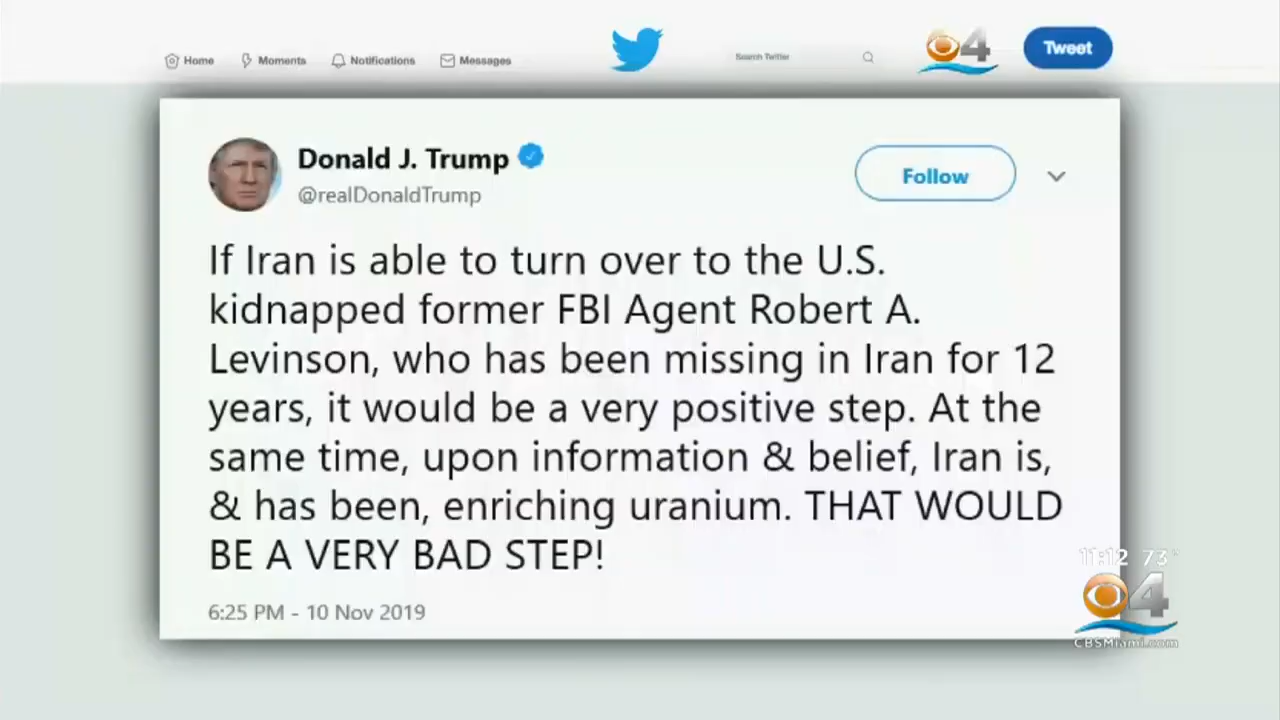 Home Moments Notifications Messages Search Twitter 4 Tweet
Donald J. Trump
@realDonaldTrump
Follow
If Iran is able to turn over to the U.S.
kidnapped former FBI Agent Robert A.
Levinson, who has been missing in Iran for 12
years, it would be a very positive step. At the
same time, upon information & belief, Iran is,
& has been, enriching uranium. THAT WOULD
BE A VERY BAD STEP!
6:25 PM - 10 Nov 2019
11:12 73°
4
CBSMiami.com